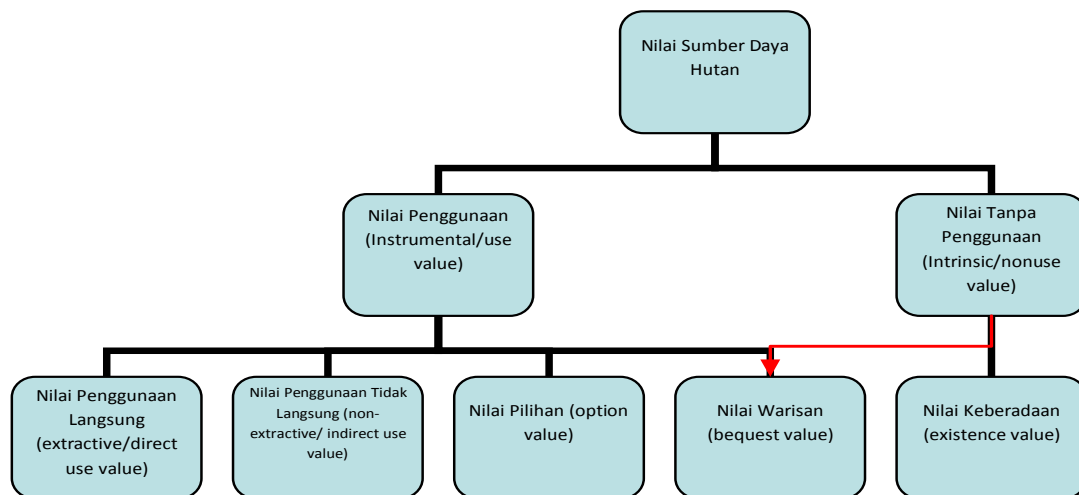 Nilai Sumber Daya
Hutan
Nilai Penggunaan
(Instrumental/use
value)
Nilai Tanpa
Penggunaan
(Intrinsic/nonuse
value)
Nilai Penggunaan
Langsung
(extractive/direct
use value)
Nilai Penggunaan Tidak
Langsung (non-
extractive/ indirect use
value)
Nilai Pilihan (option
value)
Nilai Warisan
(bequest value)
Nilai Keberadaan
(existence value)